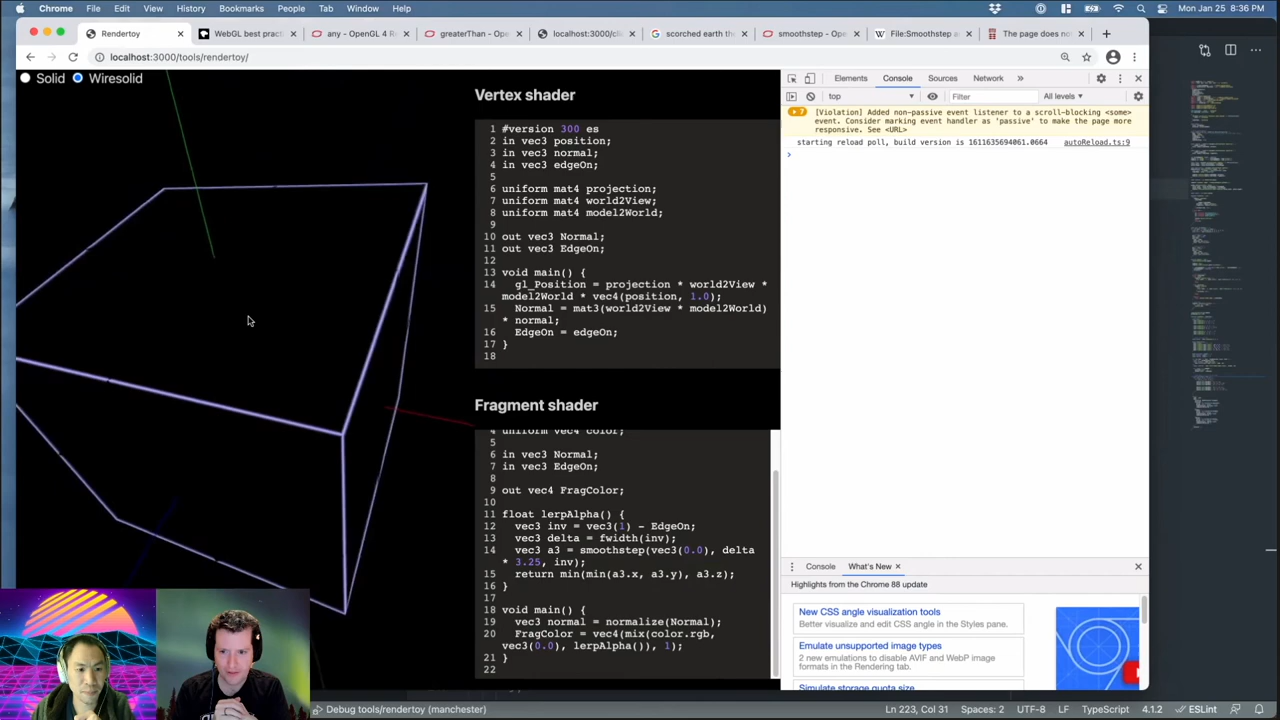 Chrome File Edit View History Bookmarks People Tab Window Help
Mon Jan 25 8:36 PM
Rendertoy
WebGL best pract
any - OpenGL 4 Re
greaterThan - Ope
localhost:3000/cli
scorched earth the
smoothstep - Open
File:Smoothstep a
The page does no
localhost:3000/tools/rendertoy/
Solid Wiresolid
Vertex shader
1 #version 300 es
2 in vec3 position;
3 in vec3 normal;
4 in vec3 edgeOn;
5
6 uniform mat4 projection;
7 uniform mat4 world2View;
8 uniform mat4 model2World;
9
10 out vec3 Normal;
11 out vec3 EdgeOn;
12
13 void main() {
14 gl_Position = projection * world2View *
model2World * vec4(position, 1.0);
15 Normal = mat3(world2View * model2World)
* normal;
16 EdgeOn = edgeOn;
17 }
18
Fragment shader
4 uniform vec4 color;
5
6 in vec3 Normal;
7 in vec3 EdgeOn;
8
9 out vec4 FragColor;
10
11 float lerpAlpha() {
12 vec3 inv = vec3(1) - EdgeOn;
13 vec3 delta = fwidth(inv);
14 vec3 a3 = smoothstep(vec3(0.0), delta
* 3.25, inv);
15 return min(min(a3.x, a3.y), a3.z);
16 }
17
18 void main() {
19 vec3 normal = normalize(Normal);
20 FragColor = vec4(mix(color.rgb,
vec3(0.0), lerpAlpha()), 1);
21 }
22
Elements Console Sources Network »
top Filter All levels
7 [Violation] Added non-passive event listener to a scroll-blocking <some>
event. Consider marking event handler as 'passive' to make the page more
responsive. See <URL>
starting reload poll, build version is 1611635694061.0664 autoReload.ts:9
Console What's New
Highlights from the Chrome 88 update
New CSS angle visualization tools
Better visualize and edit CSS angle in the Styles pane.
Emulate unsupported image types
2 new emulations to disable AVIF and WebP image
formats in the Rendering tab.
Simulate storage quota size
Debug tools/rendertoy (manchester)
Ln 223, Col 31 Spaces: 2 UTF-8 LF TypeScript 4.1.2 ESLint